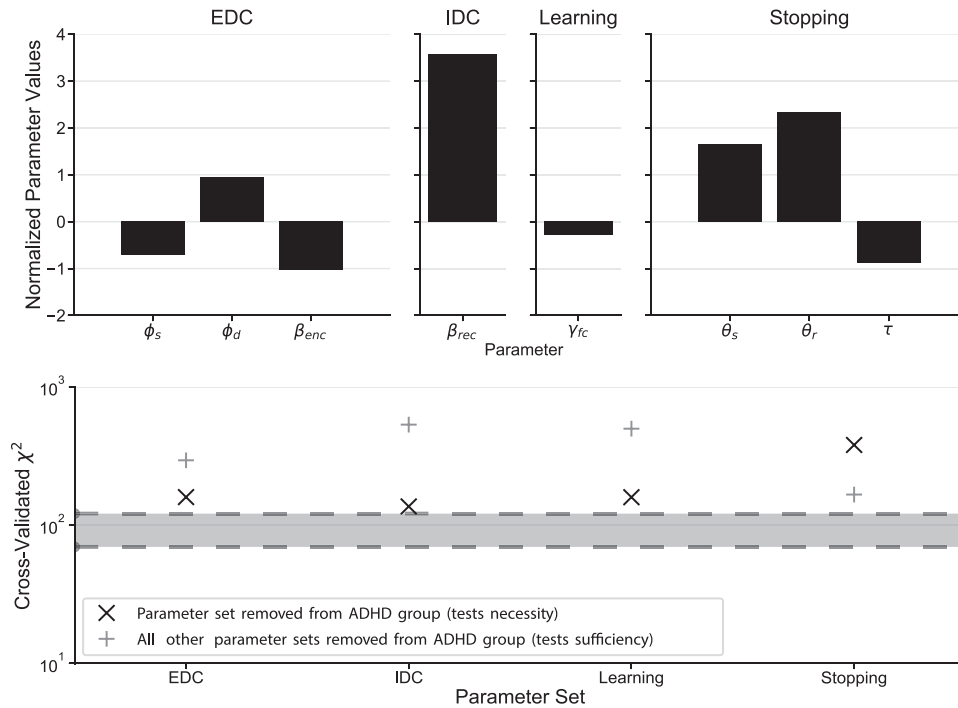 EDC IDC Learning Stopping
Normalized Parameter Values
4
3
2
1
0
−1
−2
ϕs ϕd βenc βrec γfc θs θr τ
Parameter
Cross-Validated χ²
10³
10²
10¹
× Parameter set removed from ADHD group (tests necessity)
+ All other parameter sets removed from ADHD group (tests sufficiency)
EDC IDC Learning Stopping
Parameter Set